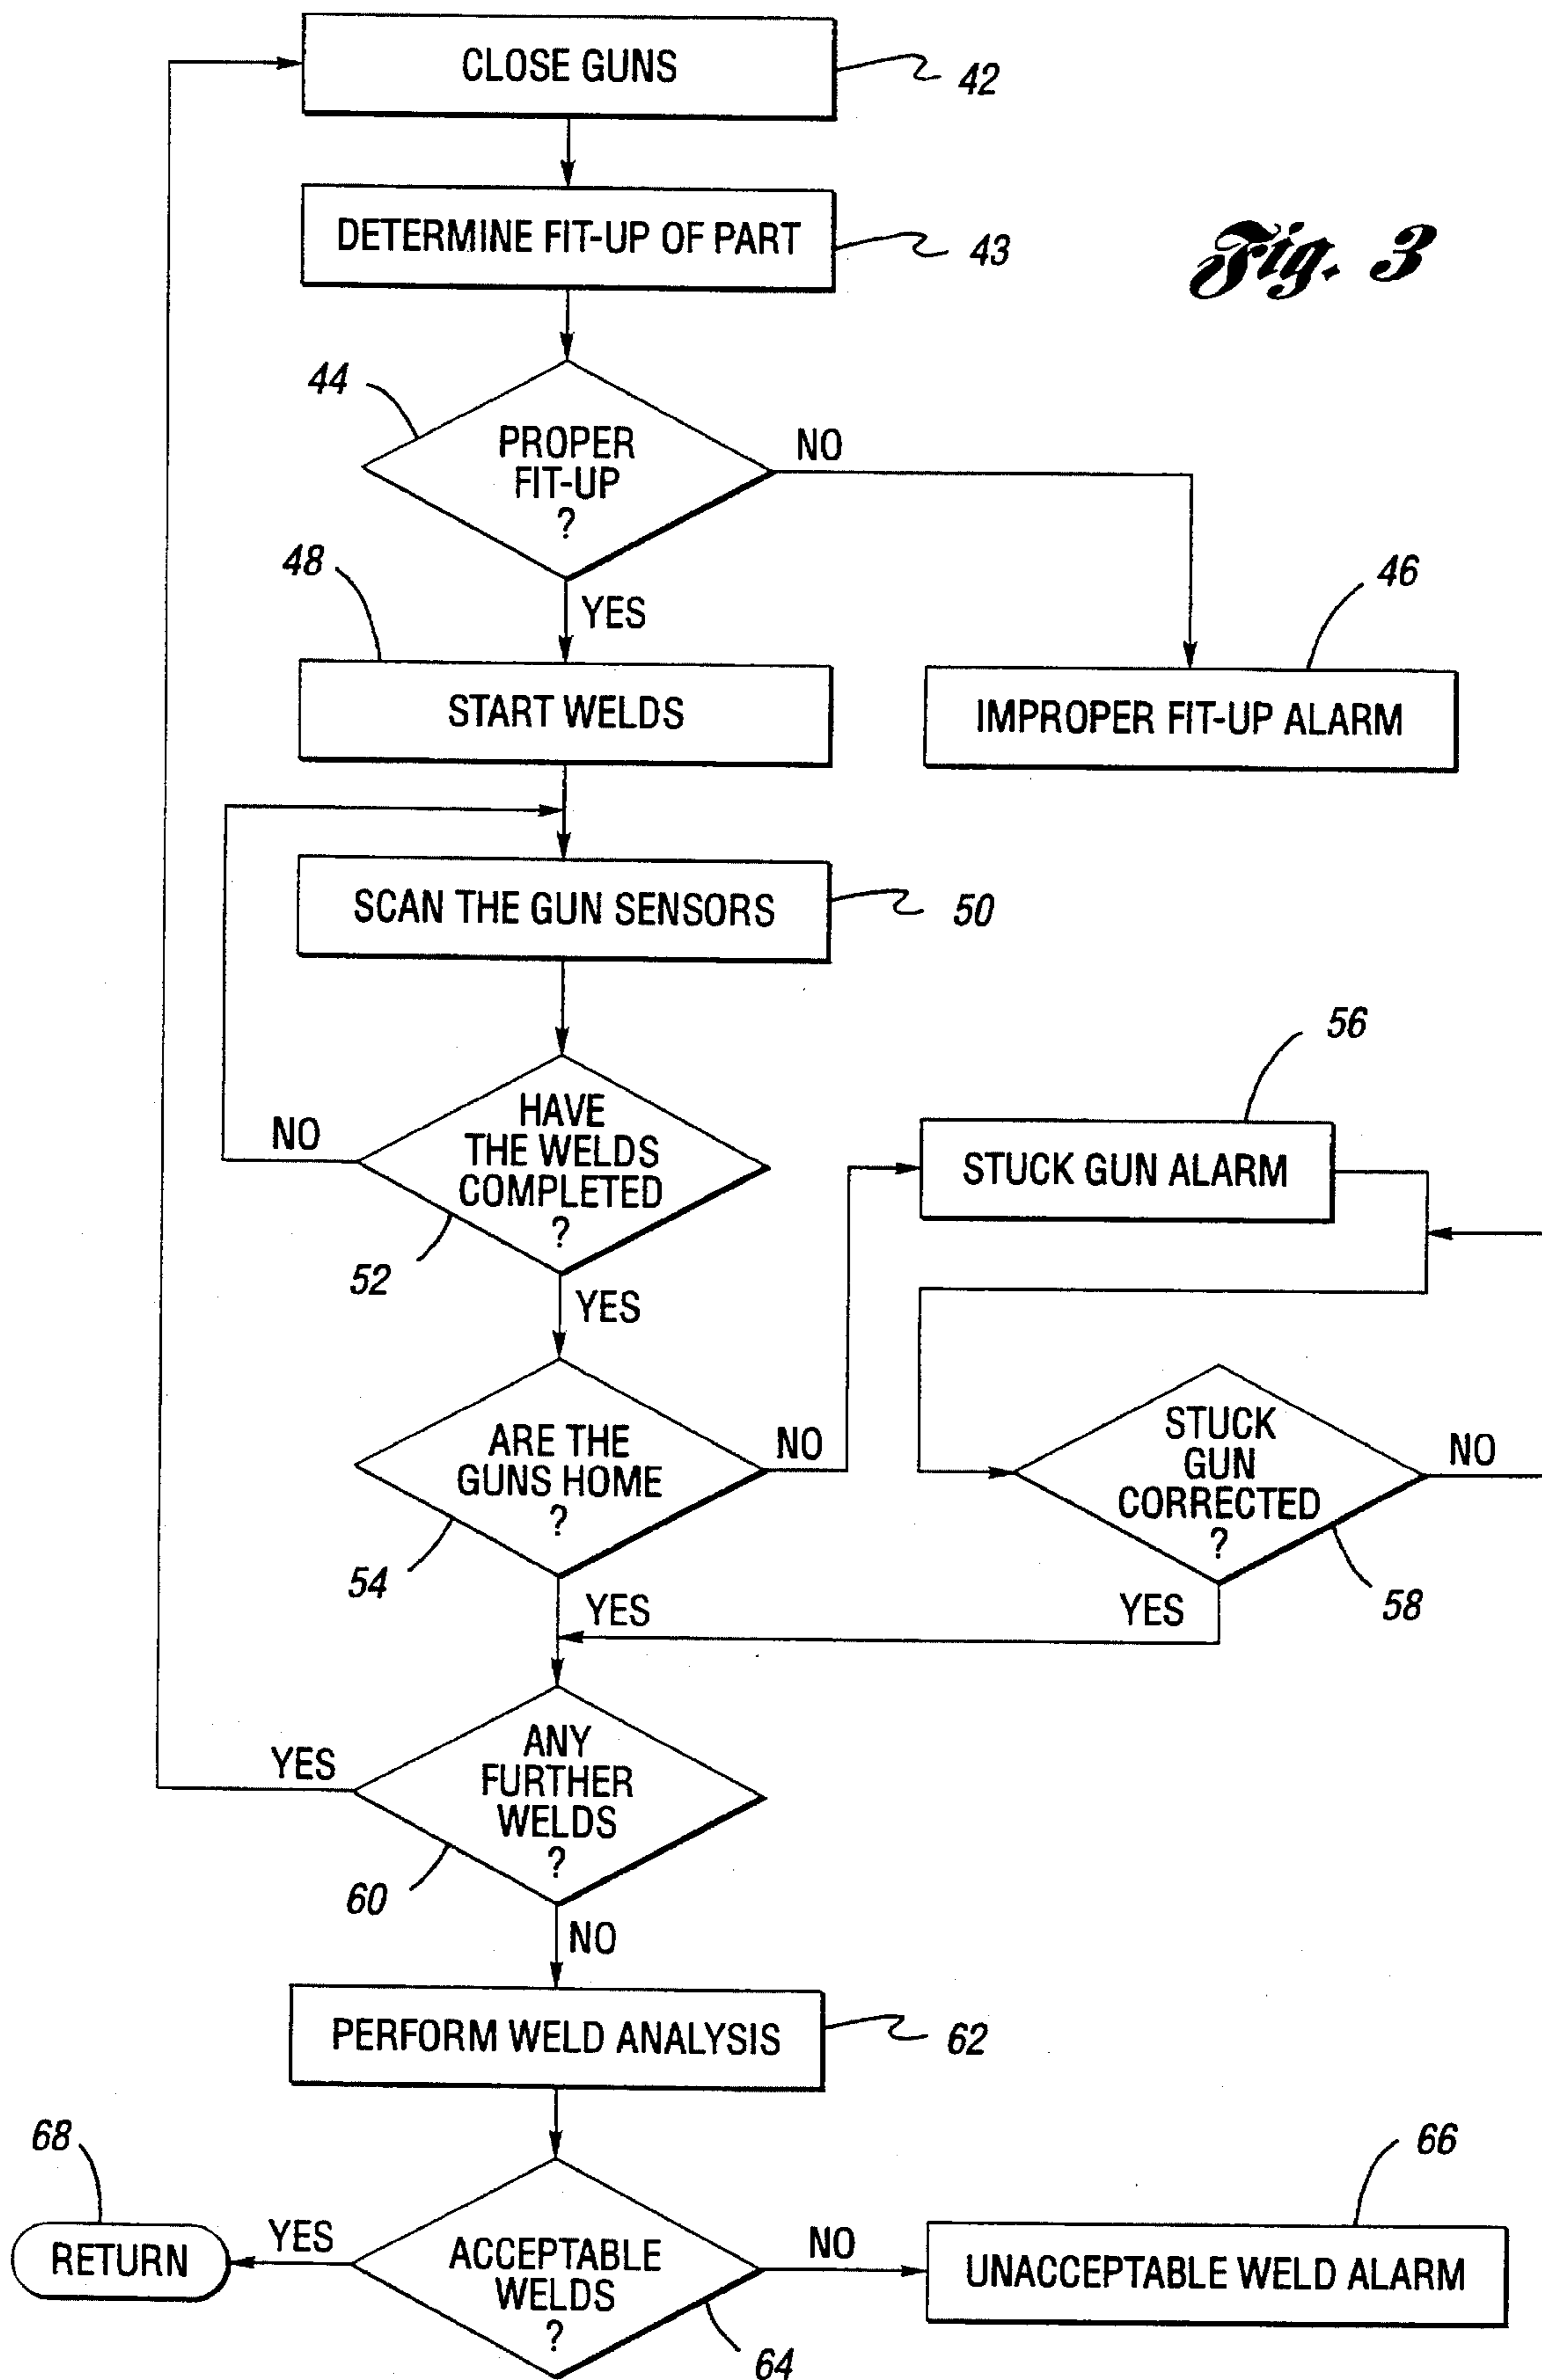 CLOSE GUNS
42
DETERMINE FIT-UP OF PART
43
Fig. 3
44
PROPER
FIT-UP
?
NO
YES
48
46
START WELDS
IMPROPER FIT-UP ALARM
SCAN THE GUN SENSORS
50
HAVE
THE WELDS
COMPLETED
?
NO
52
YES
56
STUCK GUN ALARM
ARE THE
GUNS HOME
?
NO
54
YES
STUCK
GUN
CORRECTED
?
NO
YES
58
ANY
FURTHER
WELDS
?
YES
60
NO
PERFORM WELD ANALYSIS
62
68
RETURN
YES
ACCEPTABLE
WELDS
?
NO
64
66
UNACCEPTABLE WELD ALARM